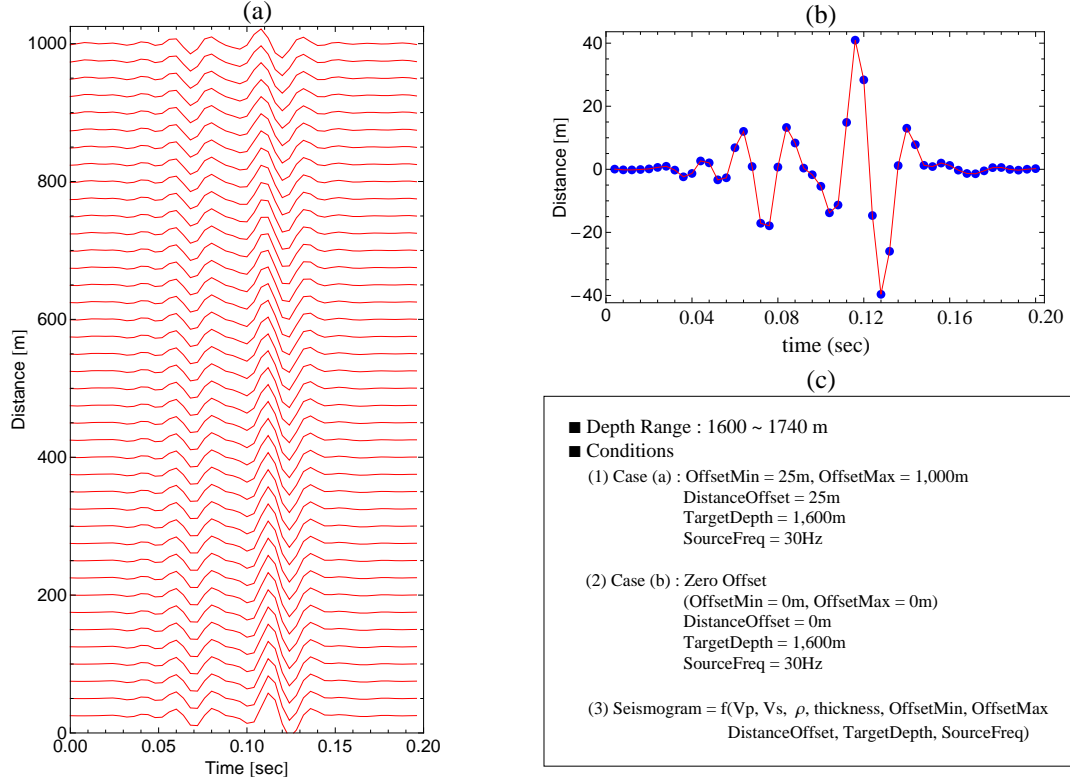 (a)
1000
800
600
400
200
0
Distance [m]
0.00
0.05
0.10
0.15
0.20
Time [sec]
(b)
40
20
0
−20
−40
Distance [m]
0
0.04
0.08
0.12
0.16
0.20
time (sec)
(c)
■ Depth Range : 1600 ~ 1740 m
■ Conditions
(1) Case (a) : OffsetMin = 25m, OffsetMax = 1,000m
DistanceOffset = 25m
TargetDepth = 1,600m
SourceFreq = 30Hz
(2) Case (b) : Zero Offset
(OffsetMin = 0m, OffsetMax = 0m)
DistanceOffset = 0m
TargetDepth = 1,600m
SourceFreq = 30Hz
(3) Seismogram = f(Vp, Vs, ρ, thickness, OffsetMin, OffsetMax
DistanceOffset, TargetDepth, SourceFreq)